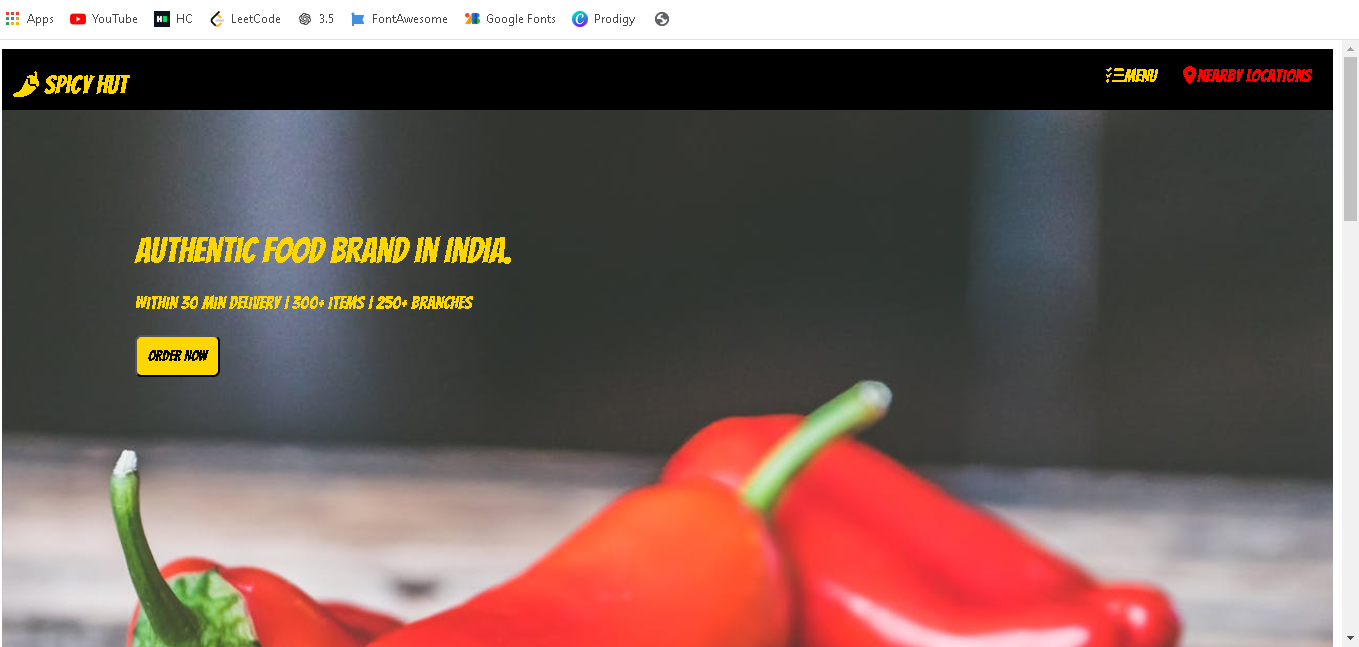 Apps YouTube HC LeetCode 3.5 FontAwesome Google Fonts Prodigy
SPICY HUT MENU NEARBY LOCATIONS
AUTHENTIC FOOD BRAND IN INDIA.
WITHIN 30 MIN DELIVERY | 300+ ITEMS | 250+ BRANCHES
ORDER NOW